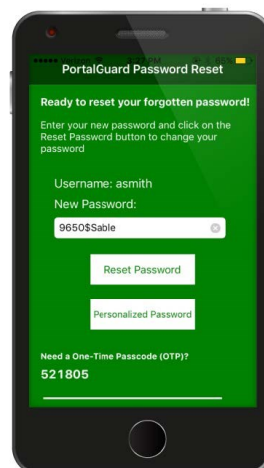 PortalGuard Password Reset
Ready to reset your forgotten password!
Enter your new password and click on the
Reset Password button to change your
password
Username: asmith
New Password:
9650$Sable
Reset Password
Personalized Password
Need a One-Time Passcode (OTP)?
521805